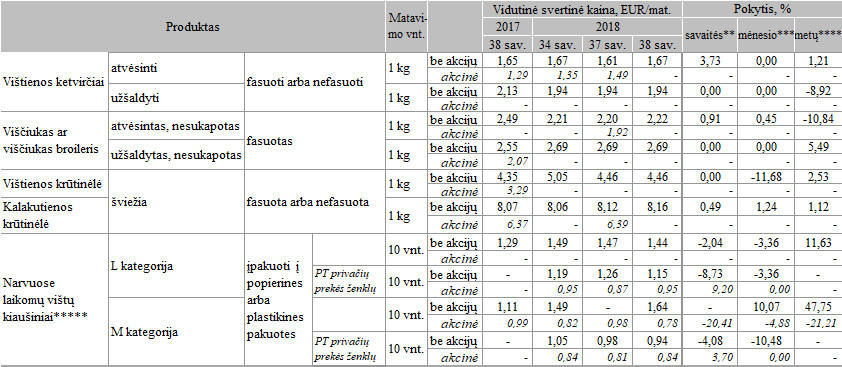 Produktas Matavi- mo vnt. Vidutinė svertinė kaina, EUR/mat. Pokytis, %
2017 2018 savaitės** mėnesio*** metų****
38 sav. 34 sav. 37 sav. 38 sav.
Vištienos ketvirčiai atvėsinti fasuoti arba nefasuoti 1 kg be akcijų 1,65 1,67 1,61 1,67 3,73 0,00 1,21
akcinė 1,29 1,35 1,49 - - - -
užšaldyti 1 kg be akcijų 2,13 1,94 1,94 1,94 0,00 0,00 -8,92
akcinė - - - - - - -
Viščiukas ar viščiukas broileris atvėsintas, nesukapotas fasuotas 1 kg be akcijų 2,49 2,21 2,20 2,22 0,91 0,45 -10,84
akcinė - - 1,92 - - - -
užšaldytas, nesukapotas 1 kg be akcijų 2,55 2,69 2,69 2,69 0,00 0,00 5,49
akcinė 2,07 - - - - - -
Vištienos krūtinėlė šviežia fasuota arba nefasuota 1 kg be akcijų 4,35 5,05 4,46 4,46 0,00 -11,68 2,53
akcinė 3,29 - - - - - -
Kalakutienos krūtinėlė 1 kg be akcijų 8,07 8,06 8,12 8,16 0,49 1,24 1,12
akcinė 6,37 - 6,39 - - - -
Narvuose laikomų vištų kiaušiniai***** L kategorija įpakuoti į popierines arba plastikines pakuotes 10 vnt. be akcijų 1,29 1,49 1,47 1,44 -2,04 -3,36 11,63
akcinė - - - - - - -
PT privačių prekės ženklų 10 vnt. be akcijų - 1,19 1,26 1,15 -8,73 -3,36 -
akcinė - 0,95 0,87 0,95 9,20 0,00 -
M kategorija 10 vnt. be akcijų 1,11 1,49 - 1,64 - 10,07 47,75
akcinė 0,99 0,82 0,98 0,78 -20,41 -4,88 -21,21
PT privačių prekės ženklų 10 vnt. be akcijų - 1,05 0,98 0,94 -4,08 -10,48 -
akcinė - 0,84 0,81 0,84 3,70 0,00 -